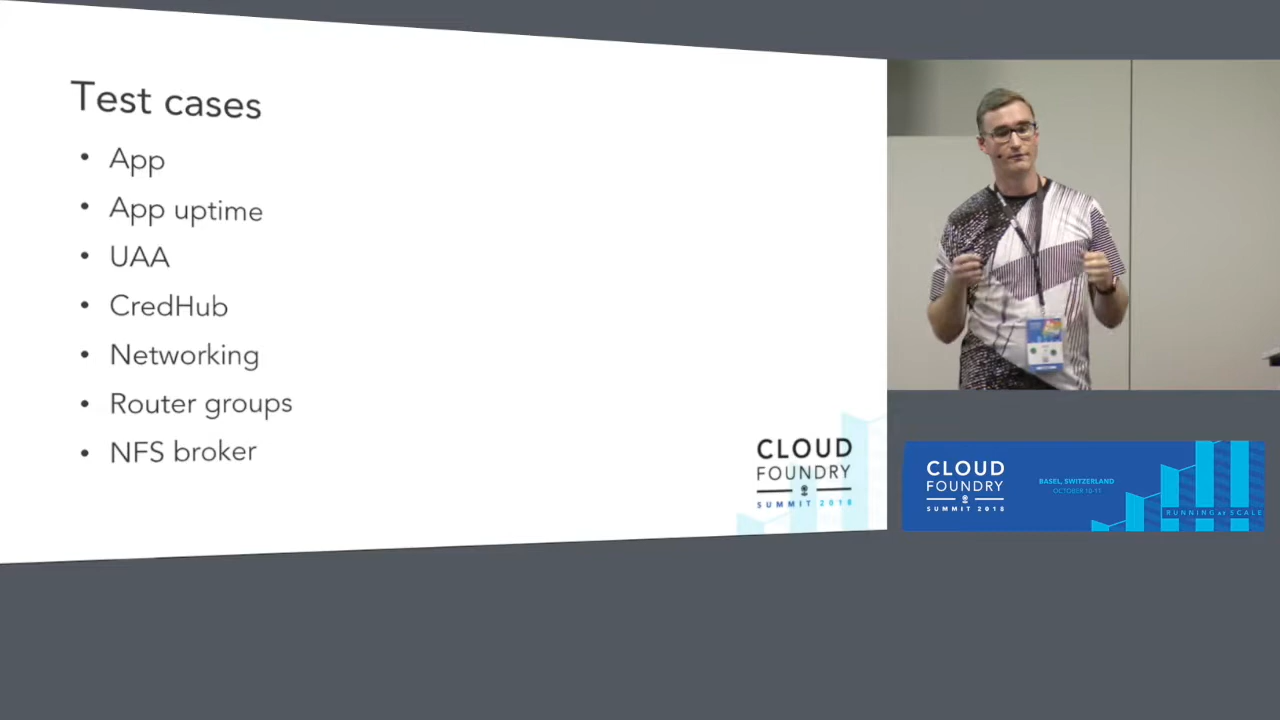 Test cases
• App
• App uptime
• UAA
• CredHub
• Networking
• Router groups
• NFS broker
CLOUD
FOUNDRY
SUMMIT 2018
CLOUD
FOUNDRY
SUMMIT 2018
BASEL, SWITZERLAND
OCTOBER 10-11
RUNNING AT SCALE